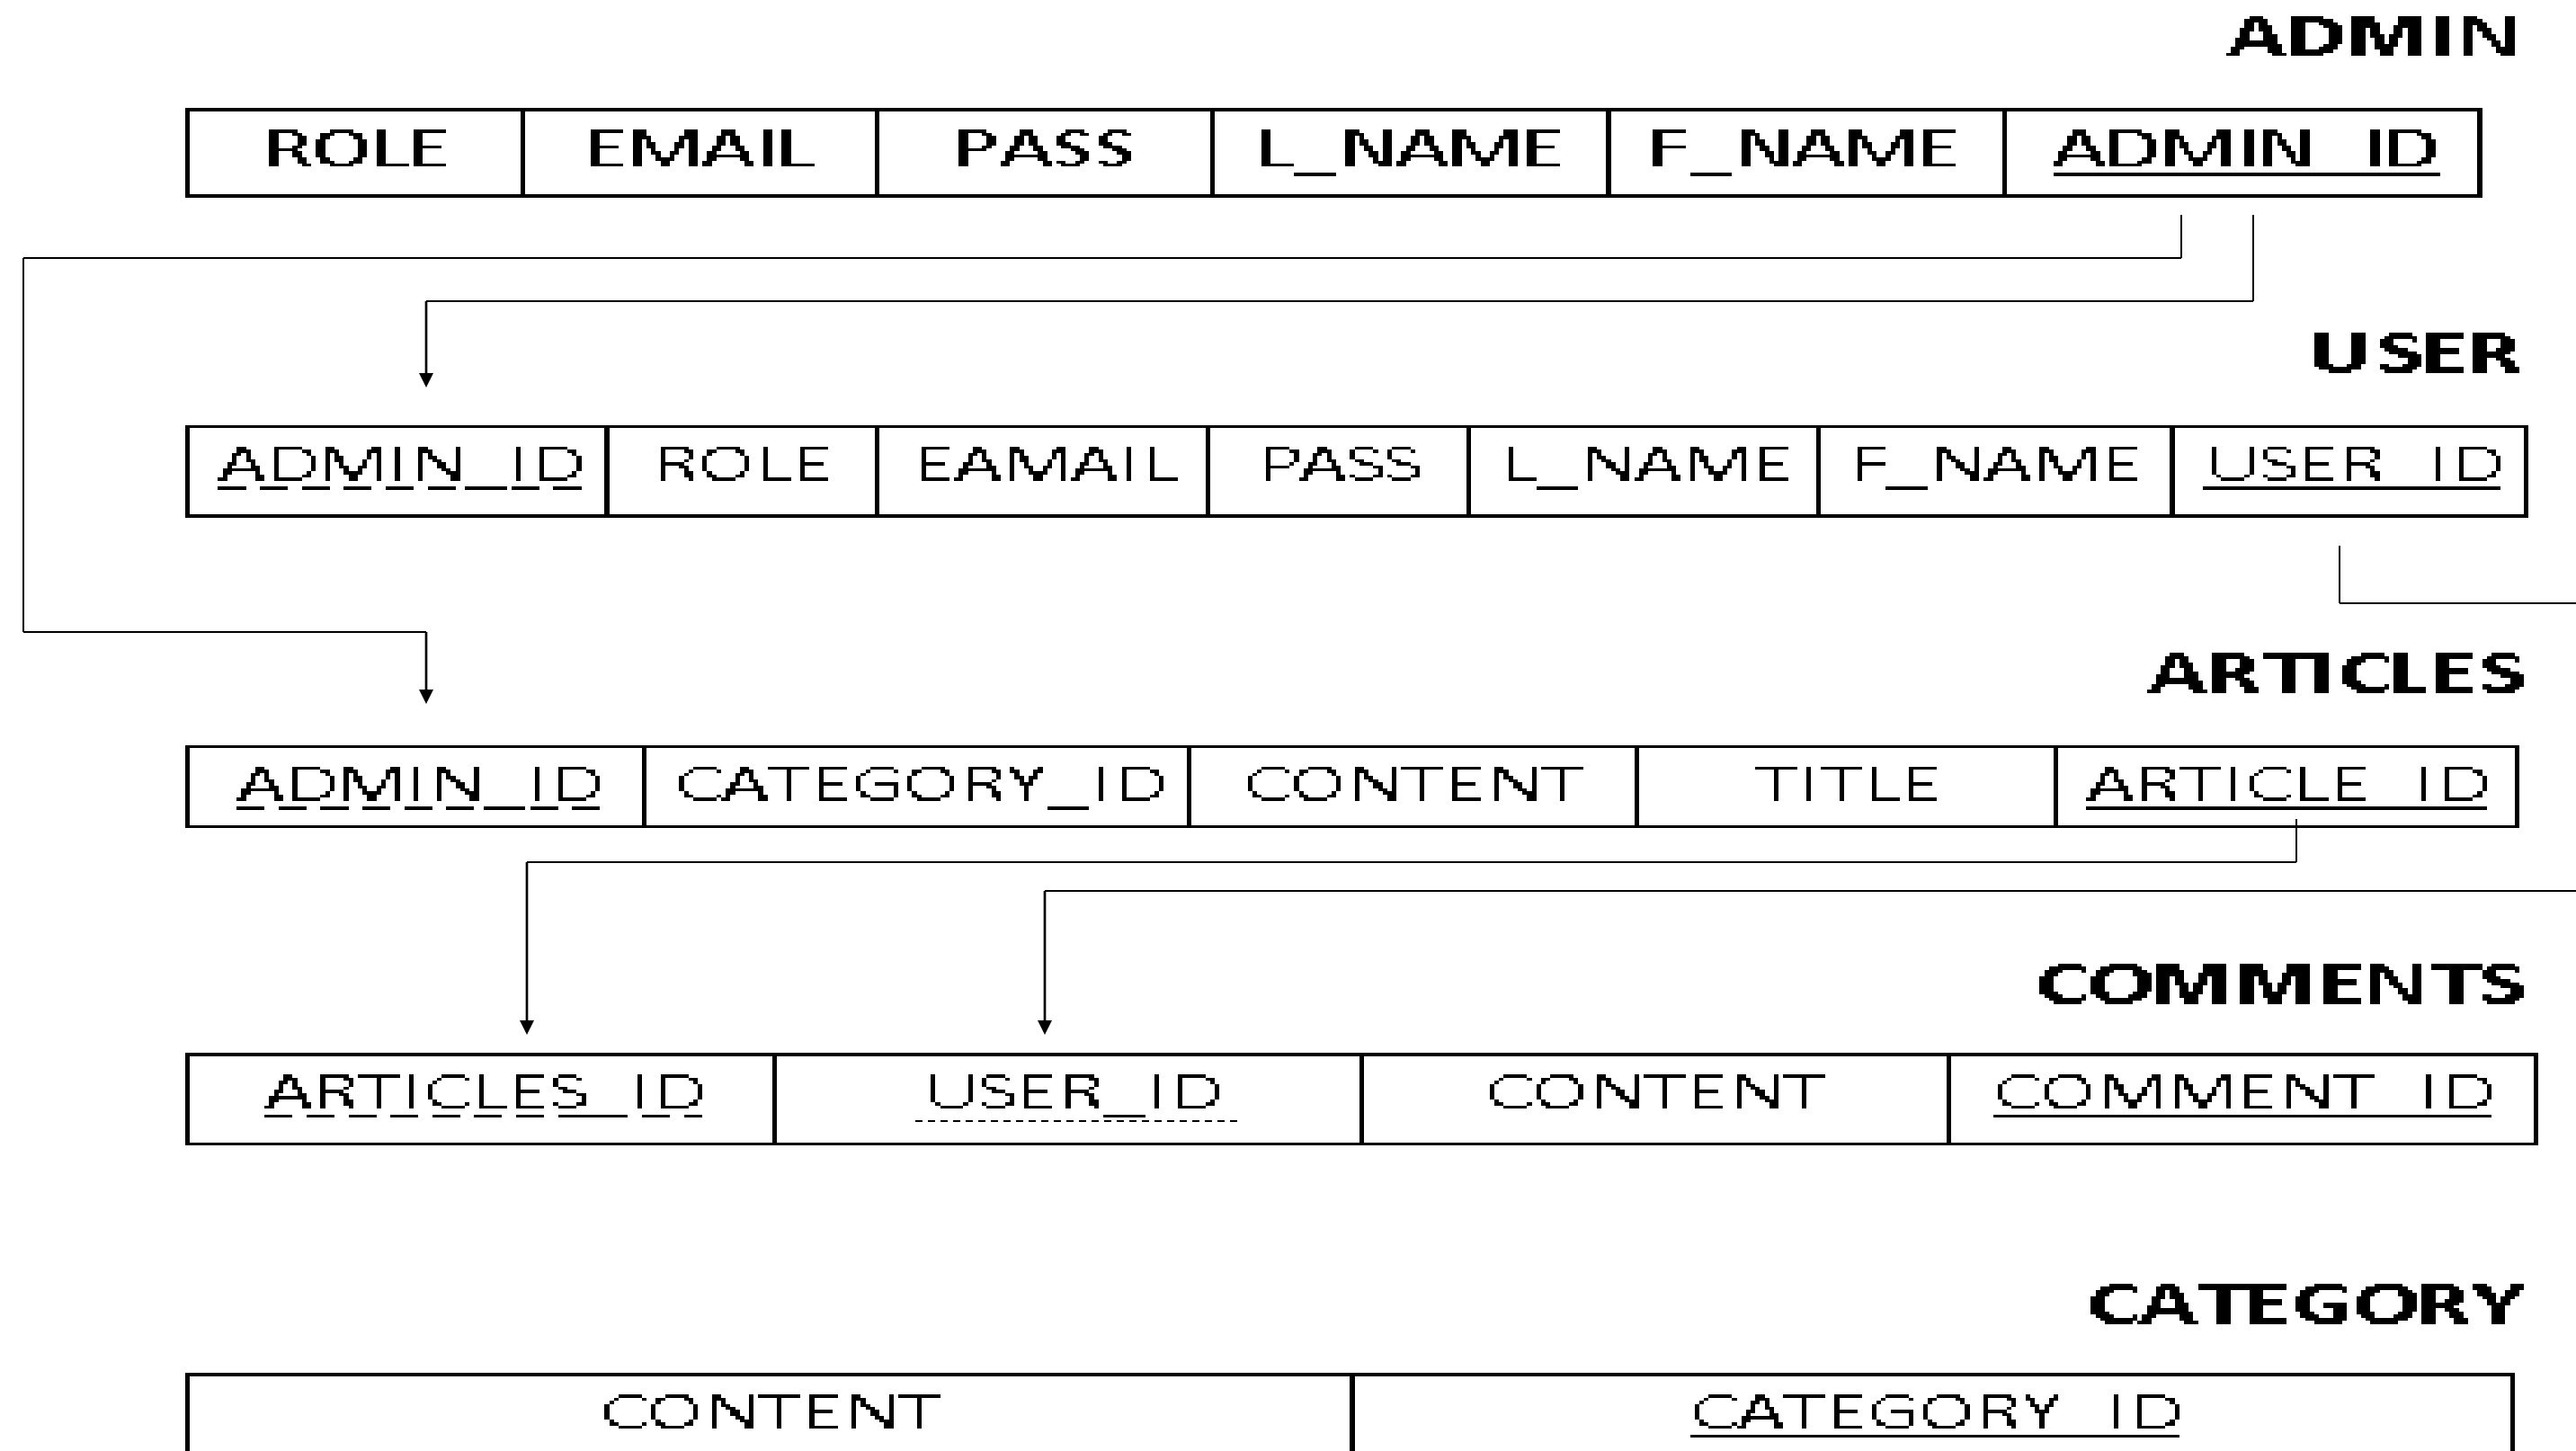 ADMIN
ROLE EMAIL PASS L_NAME F_NAME ADMIN_ID
USER
ADMIN_ID ROLE EAMAIL PASS L_NAME F_NAME USER_ID
ARTICLES
ADMIN_ID CATEGORY_ID CONTENT TITLE ARTICLE_ID
COMMENTS
ARTICLES_ID USER_ID CONTENT COMMENT_ID
CATEGORY
CONTENT CATEGORY_ID